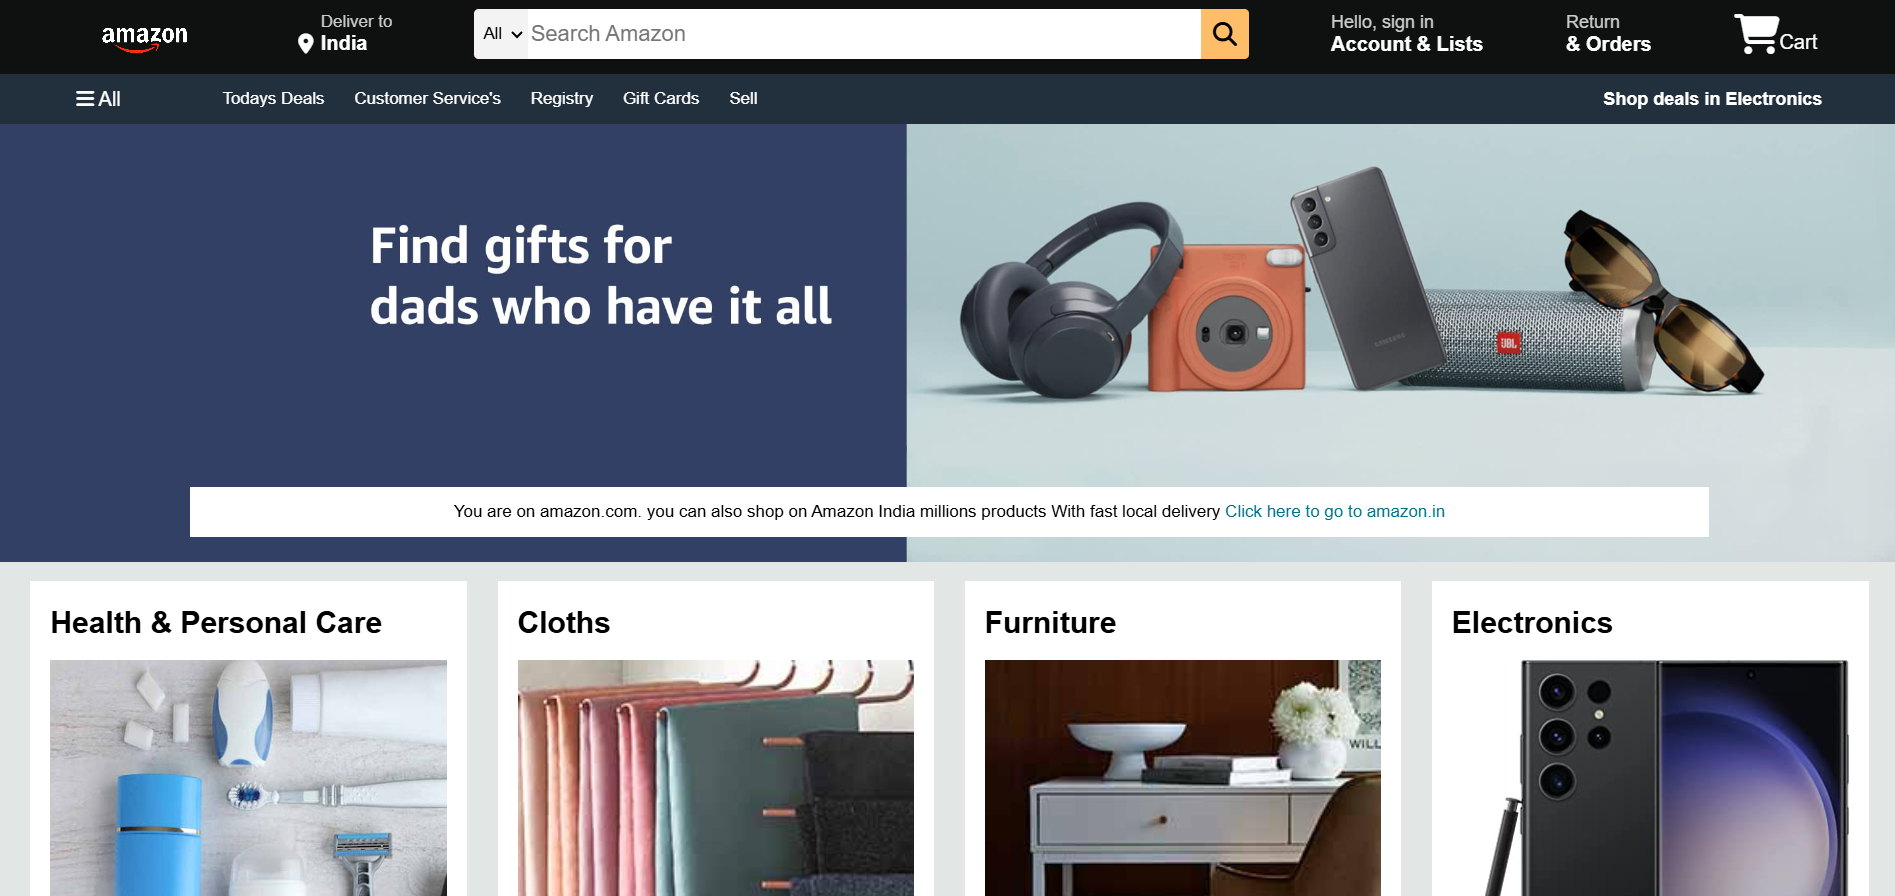 amazon
Deliver to
India
All
Search Amazon
Hello, sign in
Account & Lists
Return
& Orders
Cart
All
Todays Deals
Customer Service's
Registry
Gift Cards
Sell
Shop deals in Electronics
Find gifts for
dads who have it all
SAMSUNG
JBL
You are on amazon.com. you can also shop on Amazon India millions products With fast local delivery Click here to go to amazon.in
Health & Personal Care
Cloths
Furniture
Electronics
WILL